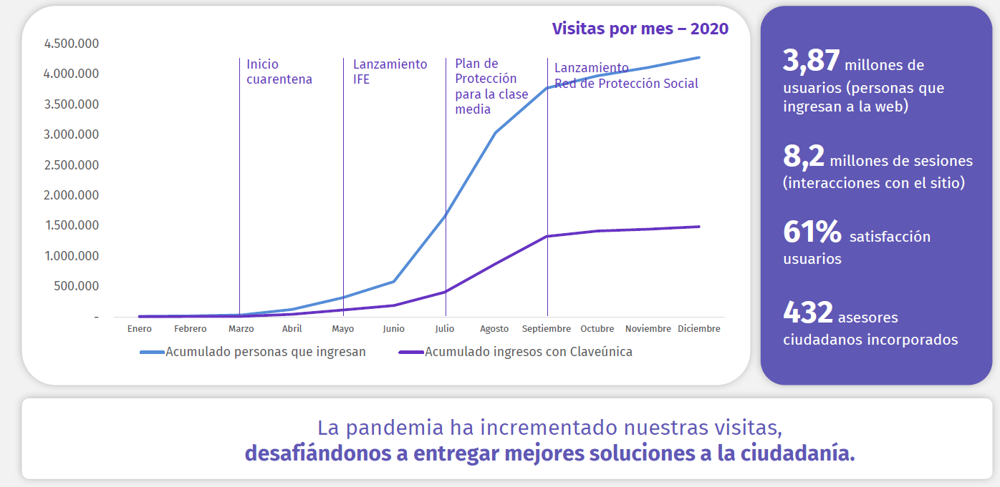 Visitas por mes – 2020
4.500.000
4.000.000
3.500.000
3.000.000
2.500.000
2.000.000
1.500.000
1.000.000
500.000
-
Inicio
cuarentena
Lanzamiento
IFE
Plan de
Protección
para la clase
media
Lanzamiento
Red de Protección Social
Enero Febrero Marzo Abril Mayo Junio Julio Agosto Septiembre Octubre Noviembre Diciembre
Acumulado personas que ingresan Acumulado ingresos con Claveúnica
3,87 millones de
usuarios (personas que
ingresan a la web)
8,2 millones de sesiones
(interacciones con el sitio)
61% satisfacción
usuarios
432 asesores
ciudadanos incorporados
La pandemia ha incrementado nuestras visitas,
desafiándonos a entregar mejores soluciones a la ciudadanía.